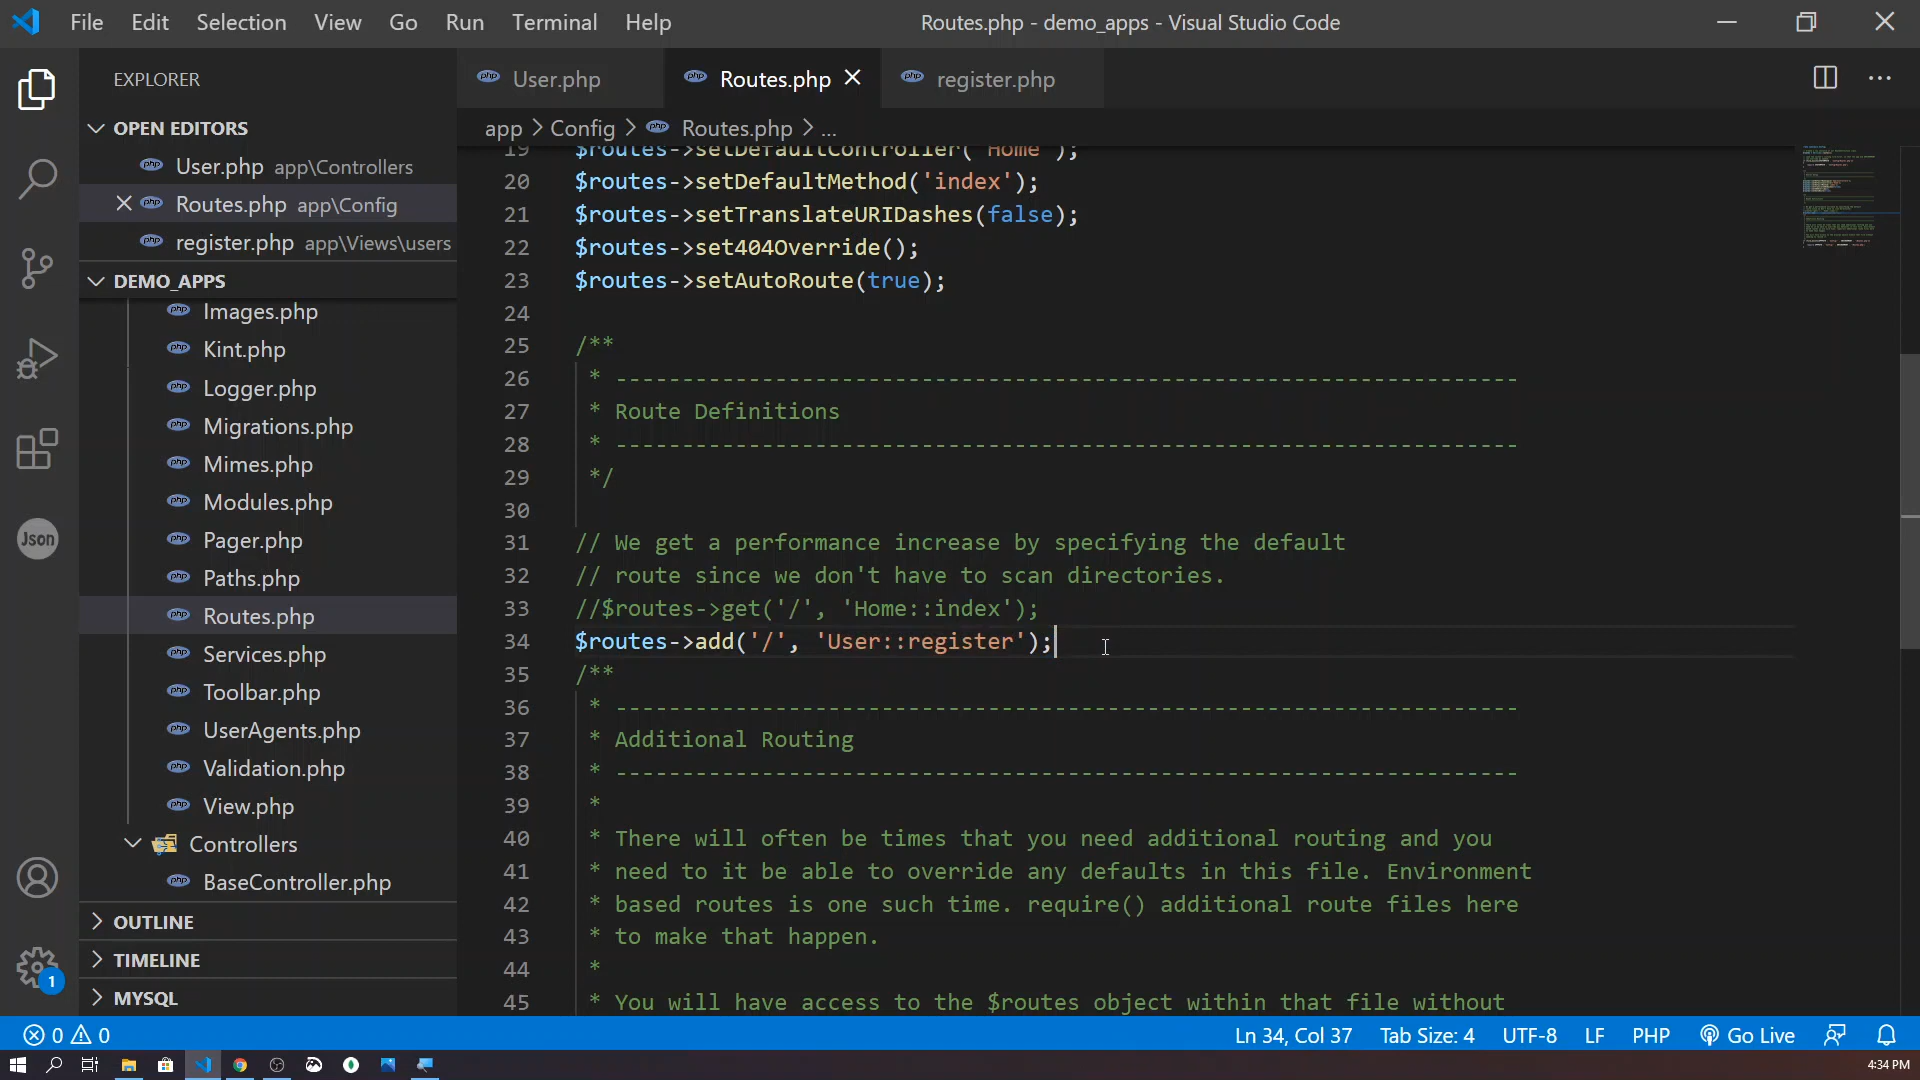 File Edit Selection View Go Run Terminal Help
Routes.php - demo_apps - Visual Studio Code
EXPLORER
OPEN EDITORS
User.php app\Controllers
Routes.php app\Config
register.php app\Views\users
DEMO_APPS
Images.php
Kint.php
Logger.php
Migrations.php
Mimes.php
Modules.php
Pager.php
Paths.php
Routes.php
Services.php
Toolbar.php
UserAgents.php
Validation.php
View.php
Controllers
BaseController.php
OUTLINE
TIMELINE
MYSQL
Json
1
User.php Routes.php register.php
app > Config > Routes.php > ...
19 $routes->setDefaultController('Home');
20 $routes->setDefaultMethod('index');
21 $routes->setTranslateURIDashes(false);
22 $routes->set404Override();
23 $routes->setAutoRoute(true);
24
25 /**
26 * --------------------------------------------------------------------
27 * Route Definitions
28 * --------------------------------------------------------------------
29 */
30
31 // We get a performance increase by specifying the default
32 // route since we don't have to scan directories.
33 //$routes->get('/', 'Home::index');
34 $routes->add('/', 'User::register');
35 /**
36 * --------------------------------------------------------------------
37 * Additional Routing
38 * --------------------------------------------------------------------
39 *
40 * There will often be times that you need additional routing and you
41 * need to it be able to override any defaults in this file. Environment
42 * based routes is one such time. require() additional route files here
43 * to make that happen.
44 *
45 * You will have access to the $routes object within that file without
0 0
Ln 34, Col 37 Tab Size: 4 UTF-8 LF PHP Go Live
4:34 PM